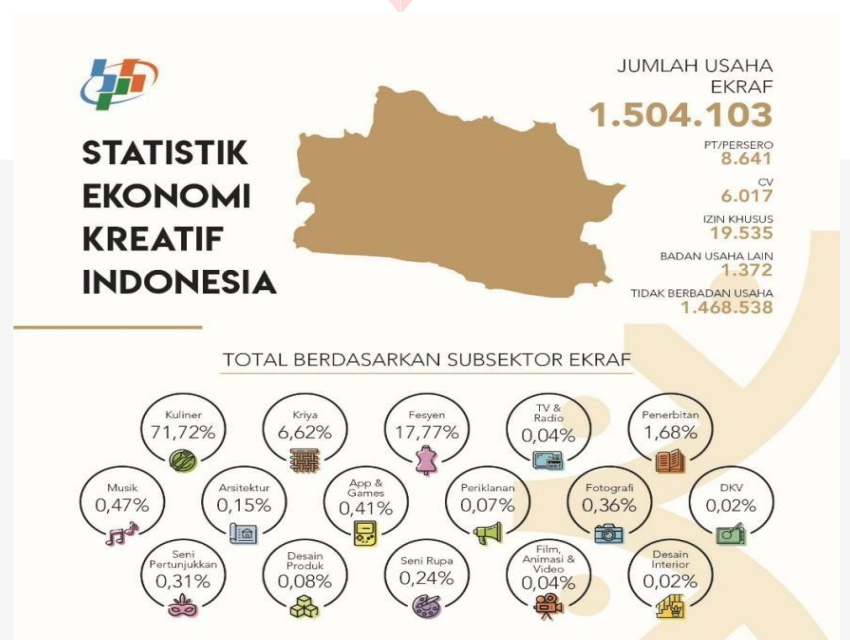 STATISTIK
EKONOMI
KREATIF
INDONESIA
JUMLAH USAHA
EKRAF
1.504.103
PT/PERSERO
8.641
CV
6.017
IZIN KHUSUS
19.535
BADAN USAHA LAIN
1.372
TIDAK BERBADAN USAHA
1.468.538
TOTAL BERDASARKAN SUBSEKTOR EKRAF
Kuliner
71,72%
Kriya
6,62%
Fesyen
17,77%
TV &
Radio
0,04%
Penerbitan
1,68%
Musik
0,47%
Arsitektur
0,15%
App &
Games
0,41%
Periklanan
0,07%
Fotografi
0,36%
DKV
0,02%
Seni
Pertunjukkan
0,31%
Desain
Produk
0,08%
Seni Rupa
0,24%
Film,
Animasi &
Video
0,04%
Desain
Interior
0,02%